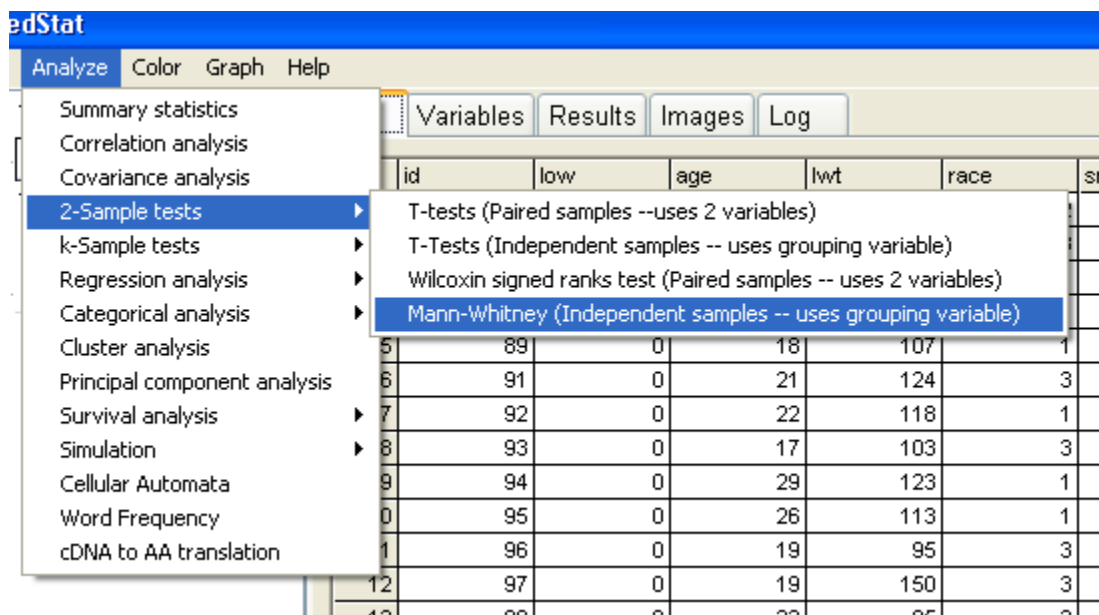 edStat
Analyze Color Graph Help
Summary statistics
Correlation analysis
Covariance analysis
2-Sample tests
k-Sample tests
Regression analysis
Categorical analysis
Cluster analysis
Principal component analysis
Survival analysis
Simulation
Cellular Automata
Word Frequency
cDNA to AA translation
T-tests (Paired samples --uses 2 variables)
T-Tests (Independent samples -- uses grouping variable)
Wilcoxin signed ranks test (Paired samples -- uses 2 variables)
Mann-Whitney (Independent samples -- uses grouping variable)
Variables Results Images Log
id low age lwt race
5 89 0 18 107 1
6 91 0 21 124 3
7 92 0 22 118 1
8 93 0 17 103 3
9 94 0 29 123 1
0 95 0 26 113 1
1 96 0 19 95 3
12 97 0 19 150 3